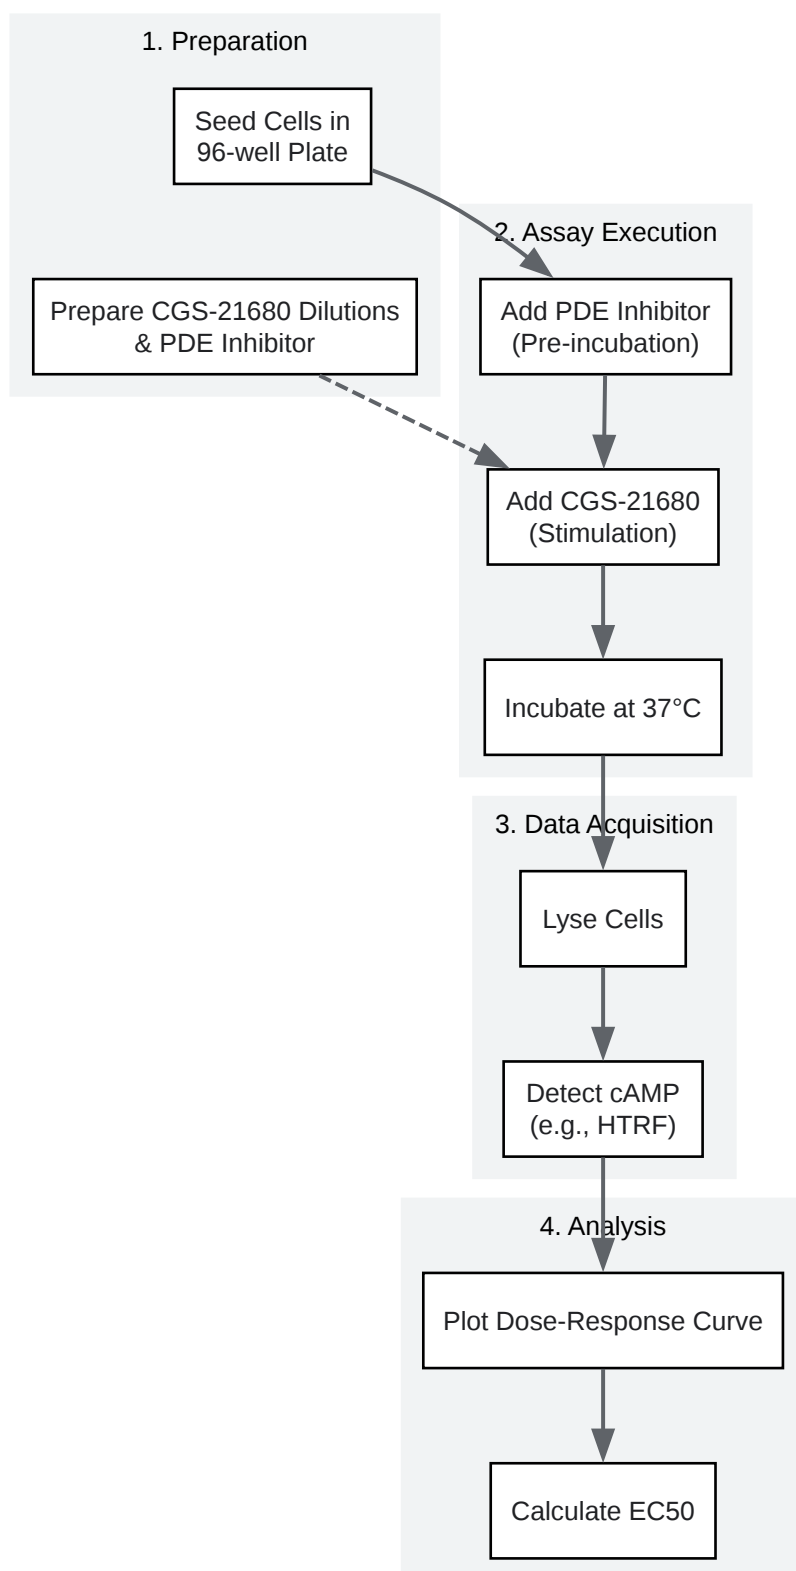 1. Preparation
Seed Cells in
96-well Plate
Prepare CGS-21680 Dilutions
& PDE Inhibitor
2. Assay Execution
Add PDE Inhibitor
(Pre-incubation)
Add CGS-21680
(Stimulation)
Incubate at 37°C
3. Data Acquisition
Lyse Cells
Detect cAMP
(e.g., HTRF)
4. Analysis
Plot Dose-Response Curve
Calculate EC50